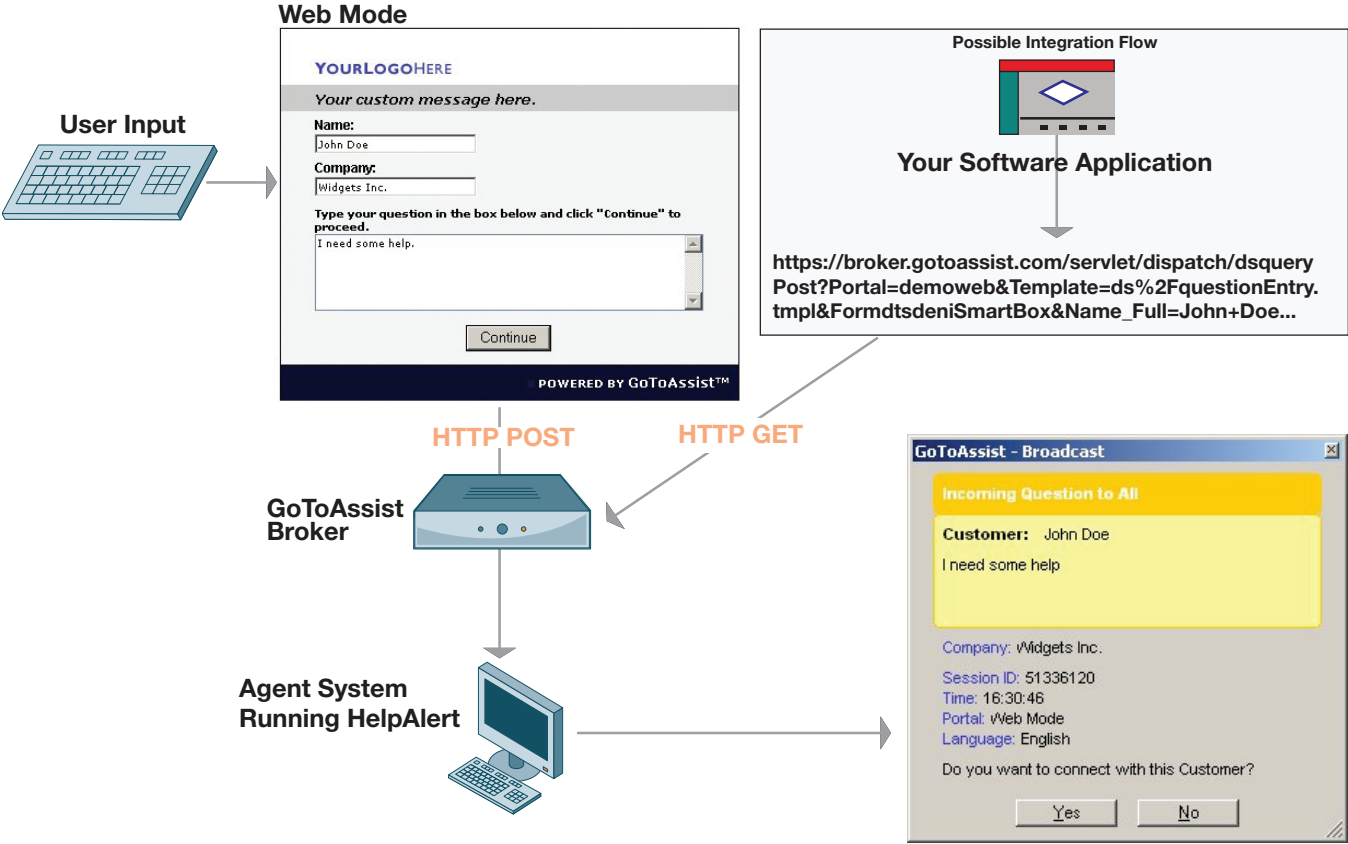 Web Mode
YOURLOGOHERE
Your custom message here.
Name:
John Doe
Company:
Widgets Inc.
Type your question in the box below and click "Continue" to
proceed.
I need some help.
Continue
POWERED BY GOTOASSIST™
User Input
Possible Integration Flow
Your Software Application
https://broker.gotoassist.com/servlet/dispatch/dsquery
Post?Portal=demoweb&Template=ds%2FquestionEntry.
tmpl&FormdtsdeniSmartBox&Name_Full=John+Doe...
HTTP POST
HTTP GET
GoToAssist
Broker
Agent System
Running HelpAlert
GoToAssist - Broadcast
Incoming Question to All
Customer: John Doe
I need some help
Company: Widgets Inc.
Session ID: 51336120
Time: 16:30:46
Portal: Web Mode
Language: English
Do you want to connect with this Customer?
Yes
No